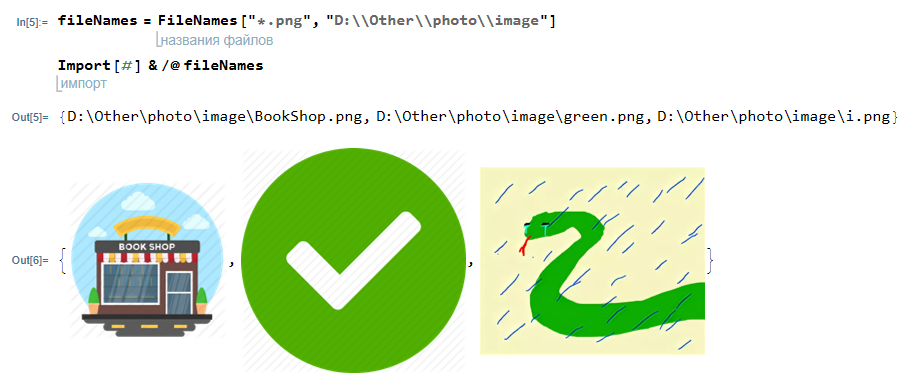 In[5]:= fileNames = FileNames["*.png", "D:\\Other\\photo\\image"]
названия файлов
Import[#] & /@ fileNames
импорт
Out[5]= {D:\Other\photo\image\BookShop.png, D:\Other\photo\image\green.png, D:\Other\photo\image\i.png}
BOOK SHOP
Out[6]= { , , }